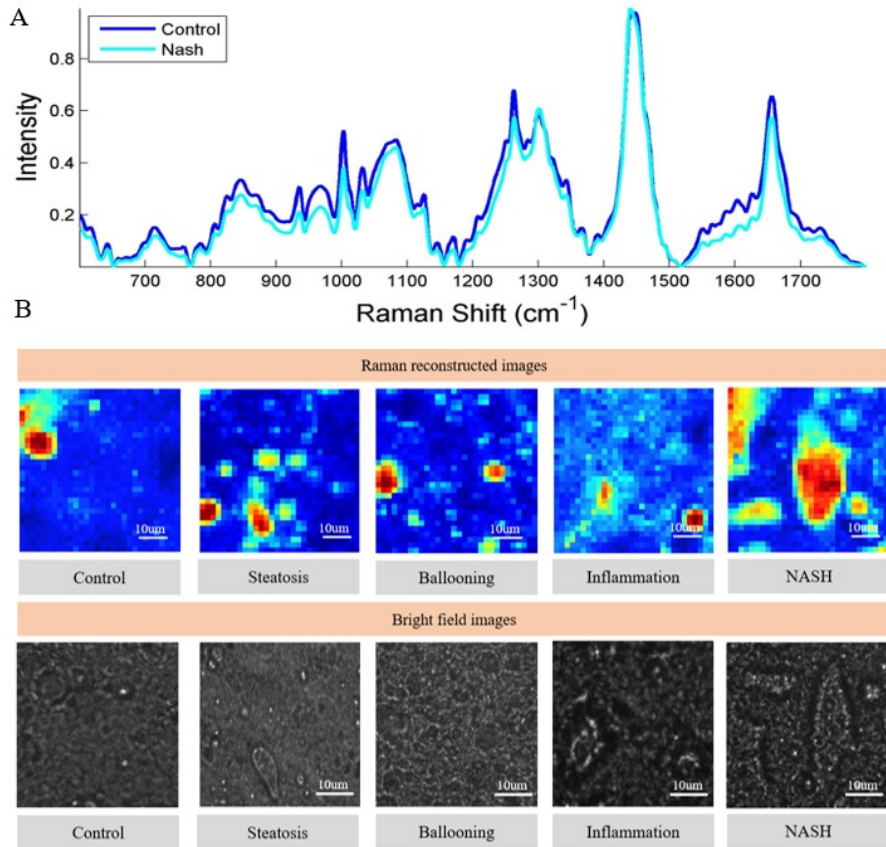 A
Control
Nash
Intensity
0.8
0.6
0.4
0.2
700 800 900 1000 1100 1200 1300 1400 1500 1600 1700
Raman Shift (cm⁻¹)
B
Raman reconstructed images
10um 10um 10um 10um 10um
Control Steatosis Ballooning Inflammation NASH
Bright field images
10um 10um 10um 10um
Control Steatosis Ballooning Inflammation NASH